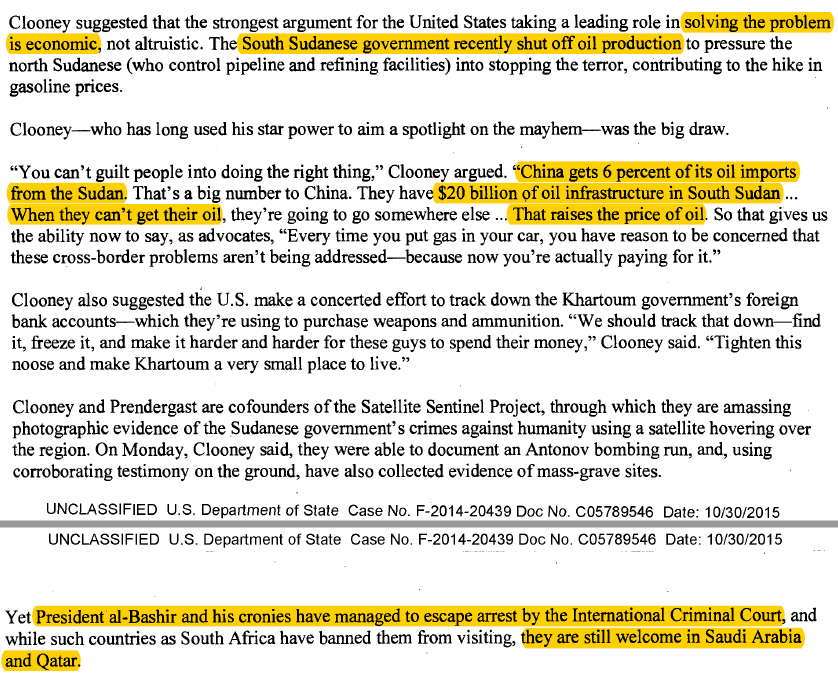 Clooney suggested that the strongest argument for the United States taking a leading role in solving the problem
is economic, not altruistic. The South Sudanese government recently shut off oil production to pressure the
north Sudanese (who control pipeline and refining facilities) into stopping the terror, contributing to the hike in
gasoline prices.
Clooney—who has long used his star power to aim a spotlight on the mayhem—was the big draw.
“You can’t guilt people into doing the right thing,” Clooney argued. “China gets 6 percent of its oil imports
from the Sudan. That’s a big number to China. They have $20 billion of oil infrastructure in South Sudan ...
When they can’t get their oil, they’re going to go somewhere else ... That raises the price of oil. So that gives us
the ability now to say, as advocates, “Every time you put gas in your car, you have reason to be concerned that
these cross-border problems aren’t being addressed—because now you’re actually paying for it.”
Clooney also suggested the U.S. make a concerted effort to track down the Khartoum government’s foreign
bank accounts—which they’re using to purchase weapons and ammunition. “We should track that down—find
it, freeze it, and make it harder and harder for these guys to spend their money,” Clooney said. “Tighten this
noose and make Khartoum a very small place to live.”
Clooney and Prendergast are cofounders of the Satellite Sentinel Project, through which they are amassing
photographic evidence of the Sudanese government’s crimes against humanity using a satellite hovering over
the region. On Monday, Clooney said, they were able to document an Antonov bombing run, and, using
corroborating testimony on the ground, have also collected evidence of mass-grave sites.
UNCLASSIFIED U.S. Department of State Case No. F-2014-20439 Doc No. C05789546 Date: 10/30/2015
UNCLASSIFIED U.S. Department of State Case No. F-2014-20439 Doc No. C05789546 Date: 10/30/2015
Yet President al-Bashir and his cronies have managed to escape arrest by the International Criminal Court, and
while such countries as South Africa have banned them from visiting, they are still welcome in Saudi Arabia
and Qatar.